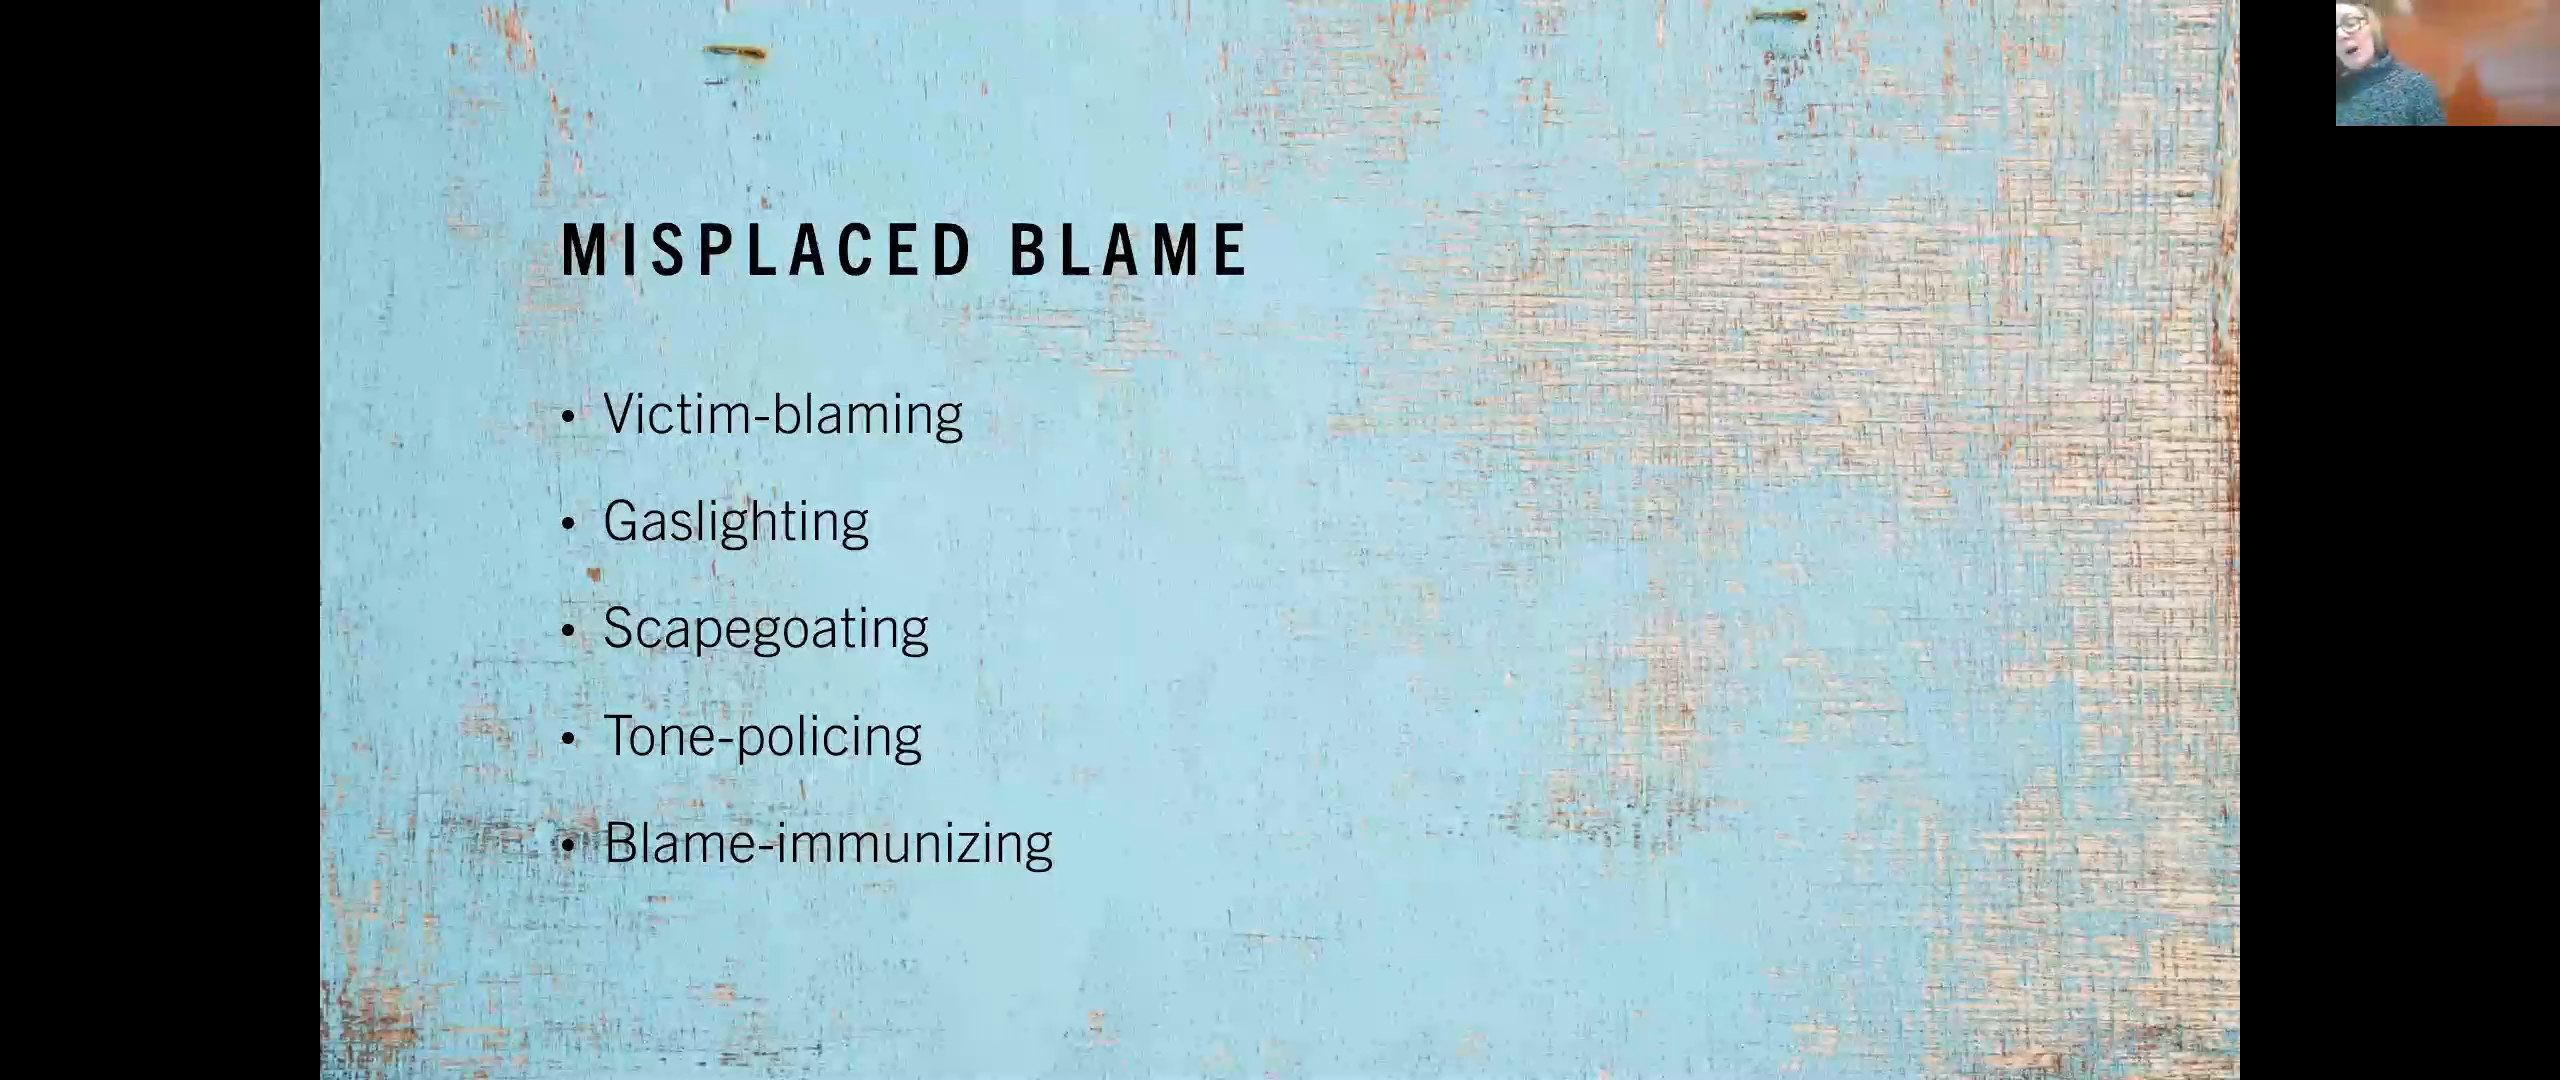 MISPLACED BLAME
• Victim-blaming
• Gaslighting
• Scapegoating
• Tone-policing
• Blame-immunizing